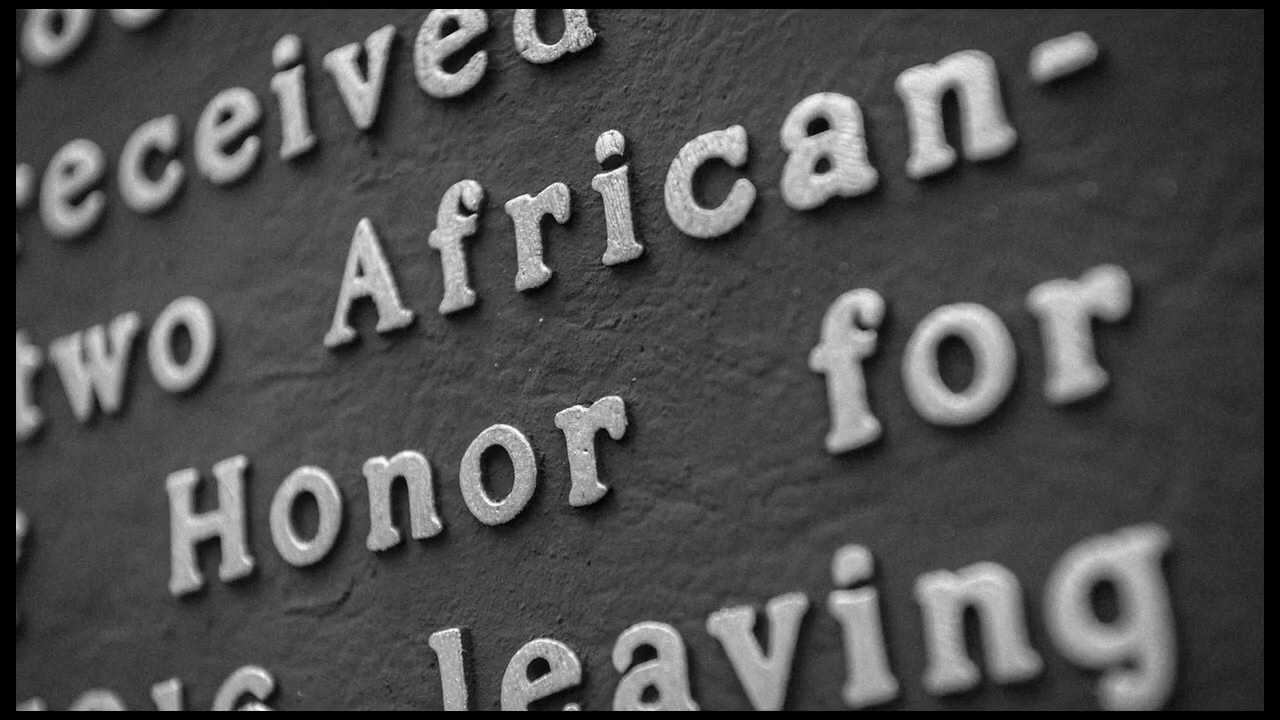 received
two African-
Honor for
leaving